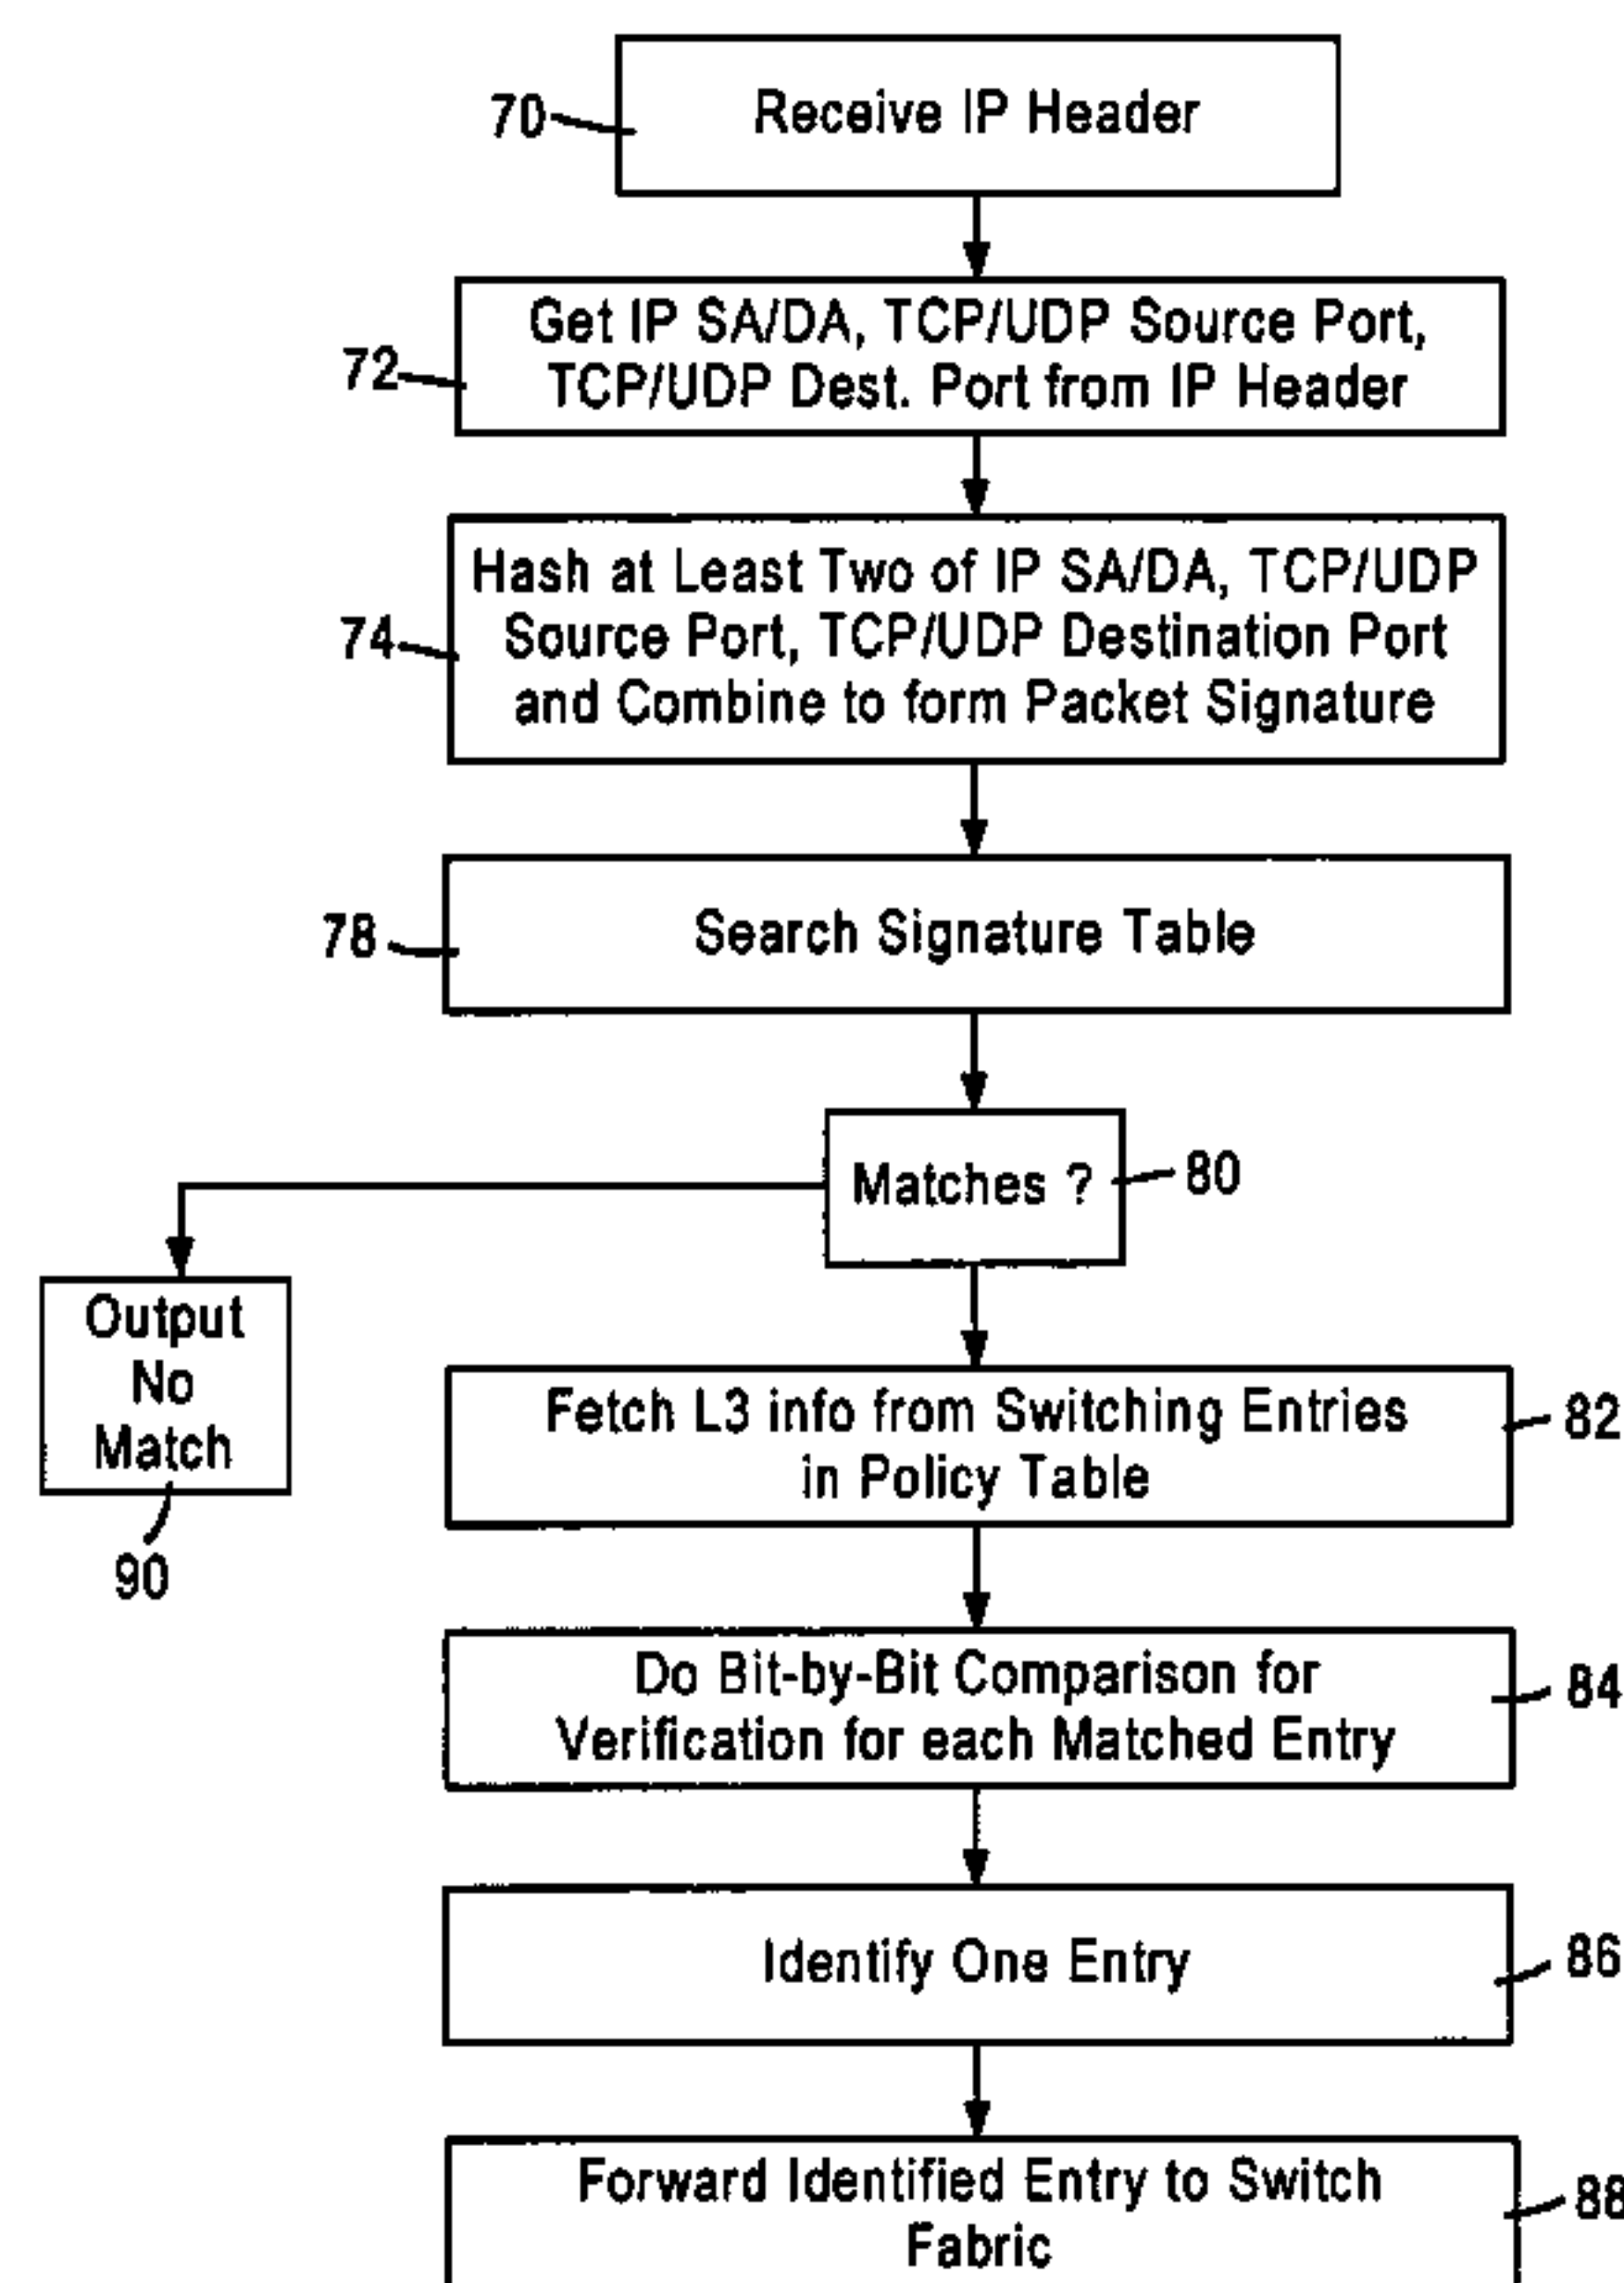 70
Receive IP Header
72
Get IP SA/DA, TCP/UDP Source Port,
TCP/UDP Dest. Port from IP Header
74
Hash at Least Two of IP SA/DA, TCP/UDP
Source Port, TCP/UDP Destination Port
and Combine to form Packet Signature
78
Search Signature Table
Matches ?
80
Output
No
Match
90
Fetch L3 info from Switching Entries
in Policy Table
82
Do Bit-by-Bit Comparison for
Verification for each Matched Entry
84
Identify One Entry
86
Forward Identified Entry to Switch
Fabric
88